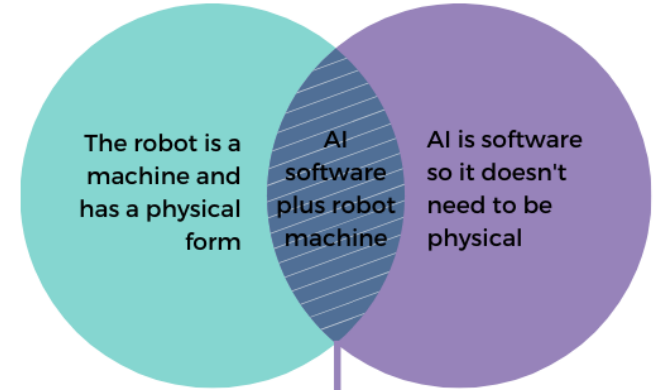 The robot is a
machine and
has a physical
form
AI
software
plus robot
machine
AI is software
so it doesn't
need to be
physical